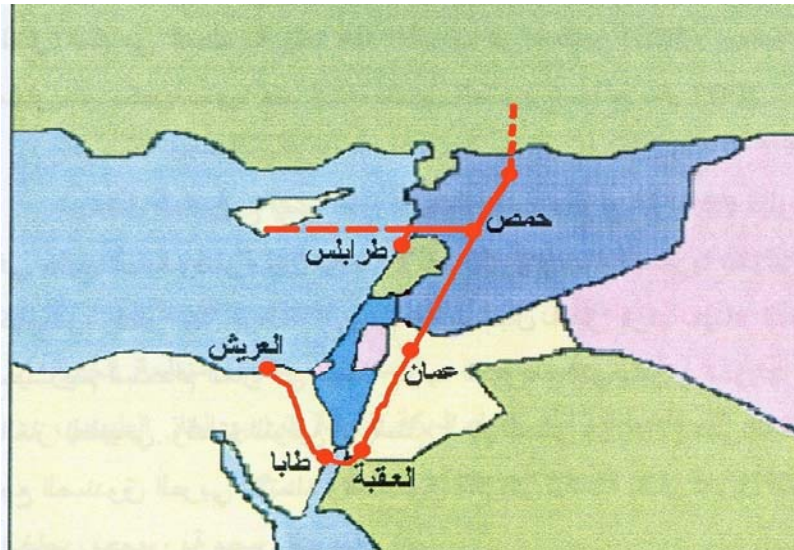 حمص
طرابلس
العريش
عمان
طابا
العقبة